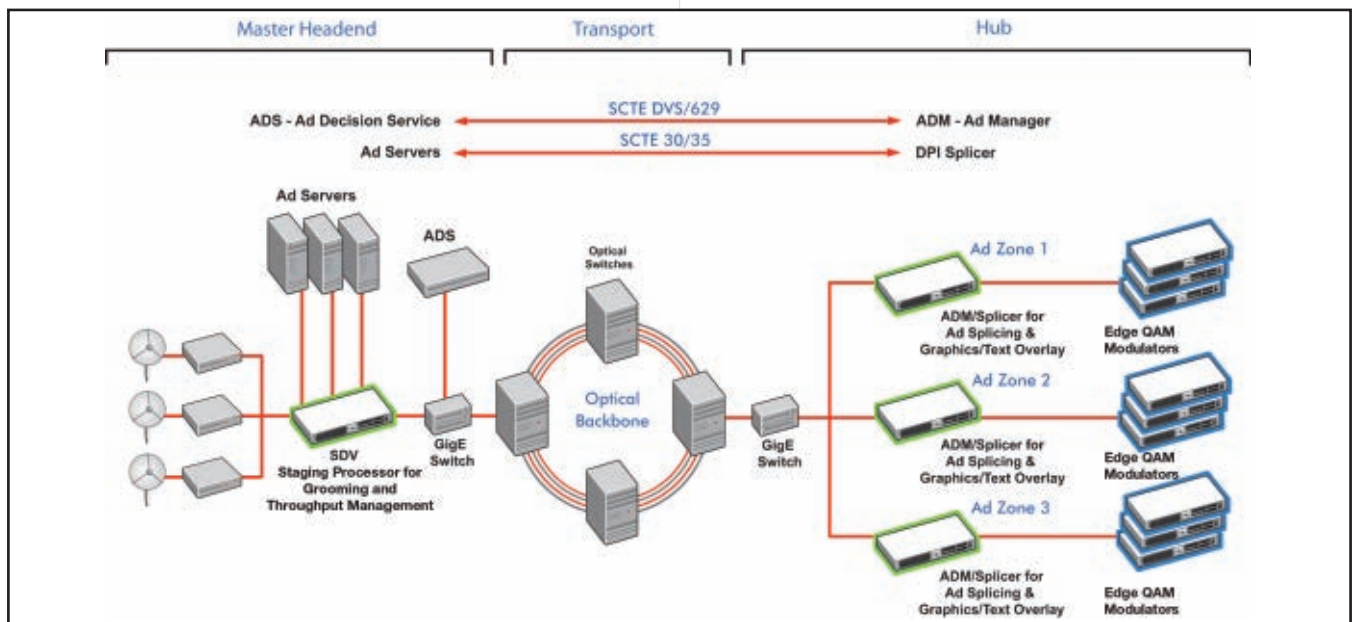 Master Headend
Transport
Hub
SCTE DVS/629
ADS - Ad Decision Service
ADM - Ad Manager
SCTE 30/35
Ad Servers
DPI Splicer
Ad Servers
ADS
Optical
Switches
Ad Zone 1
ADM/Splicer for
Ad Splicing &
Graphics/Text Overlay
Edge QAM
Modulators
Optical
Backbone
Ad Zone 2
GigE
Switch
GigE
Switch
SDV
Staging Processor for
Grooming and
Throughput Management
ADM/Splicer for
Ad Splicing &
Graphics/Text Overlay
Edge QAM
Modulators
Ad Zone 3
ADM/Splicer for
Ad Splicing &
Graphics/Text Overlay
Edge QAM
Modulators